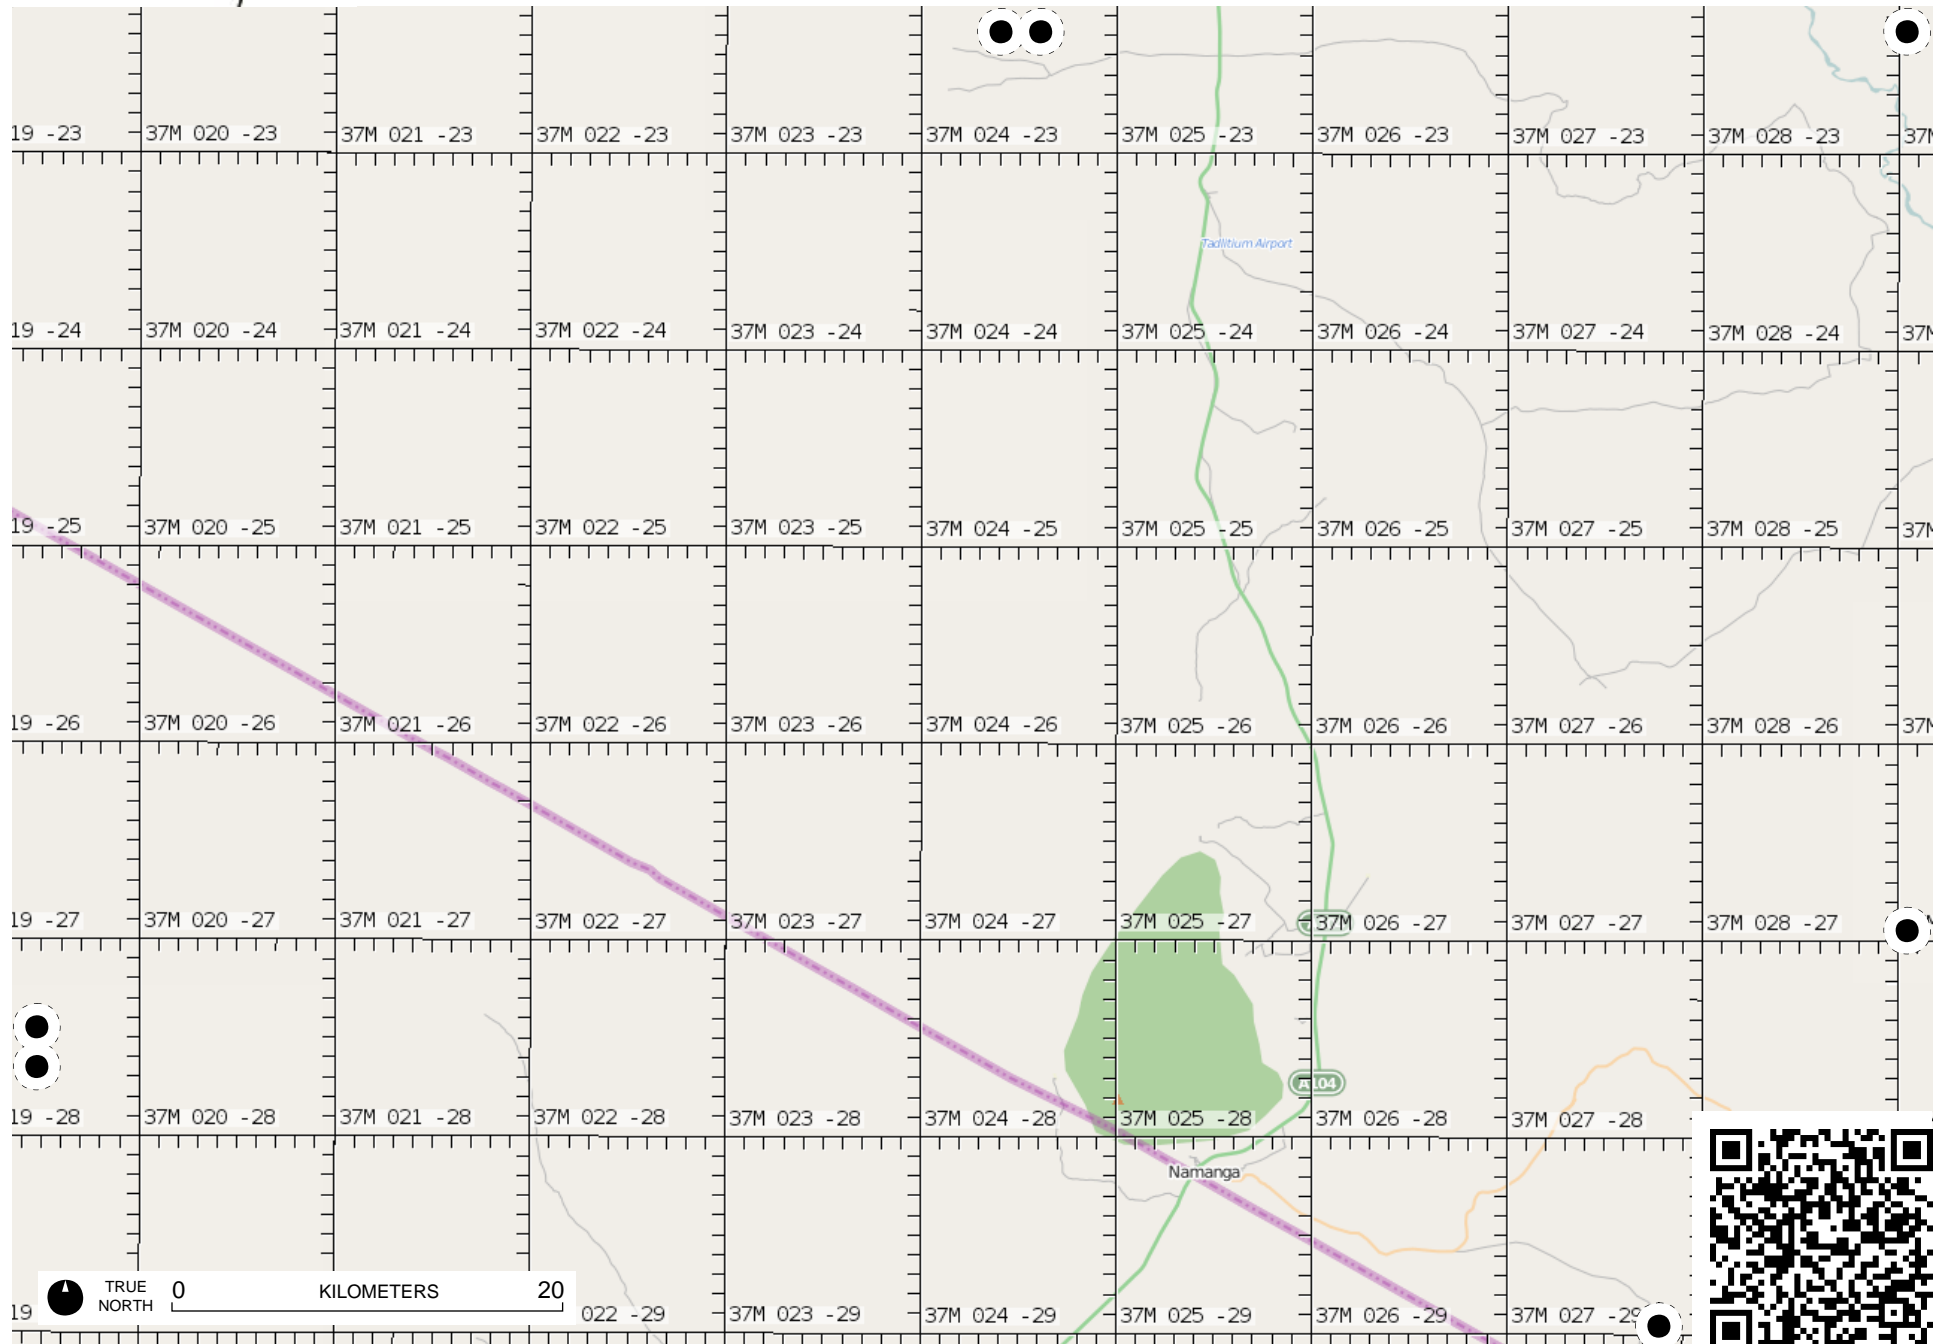 19 -23 37M 020 -23 37M 021 -23 37M 022 -23 37M 023 -23 37M 024 -23 37M 025 -23 37M 026 -23 37M 027 -23 37M 028 -23 37M
Tadlitium Airport
19 -24 37M 020 -24 37M 021 -24 37M 022 -24 37M 023 -24 37M 024 -24 37M 025 -24 37M 026 -24 37M 027 -24 37M 028 -24 37M
19 -25 37M 020 -25 37M 021 -25 37M 022 -25 37M 023 -25 37M 024 -25 37M 025 -25 37M 026 -25 37M 027 -25 37M 028 -25 37M
19 -26 37M 020 -26 37M 021 -26 37M 022 -26 37M 023 -26 37M 024 -26 37M 025 -26 37M 026 -26 37M 027 -26 37M 028 -26 37M
19 -27 37M 020 -27 37M 021 -27 37M 022 -27 37M 023 -27 37M 024 -27 37M 025 -27 37M 026 -27 37M 027 -27 37M 028 -27
A104
19 -28 37M 020 -28 37M 021 -28 37M 022 -28 37M 023 -28 37M 024 -28 37M 025 -28 37M 026 -28 37M 027 -28
Namanga
TRUE NORTH 0 KILOMETERS 20
19 022 -29 37M 023 -29 37M 024 -29 37M 025 -29 37M 026 -29 37M 027 -29